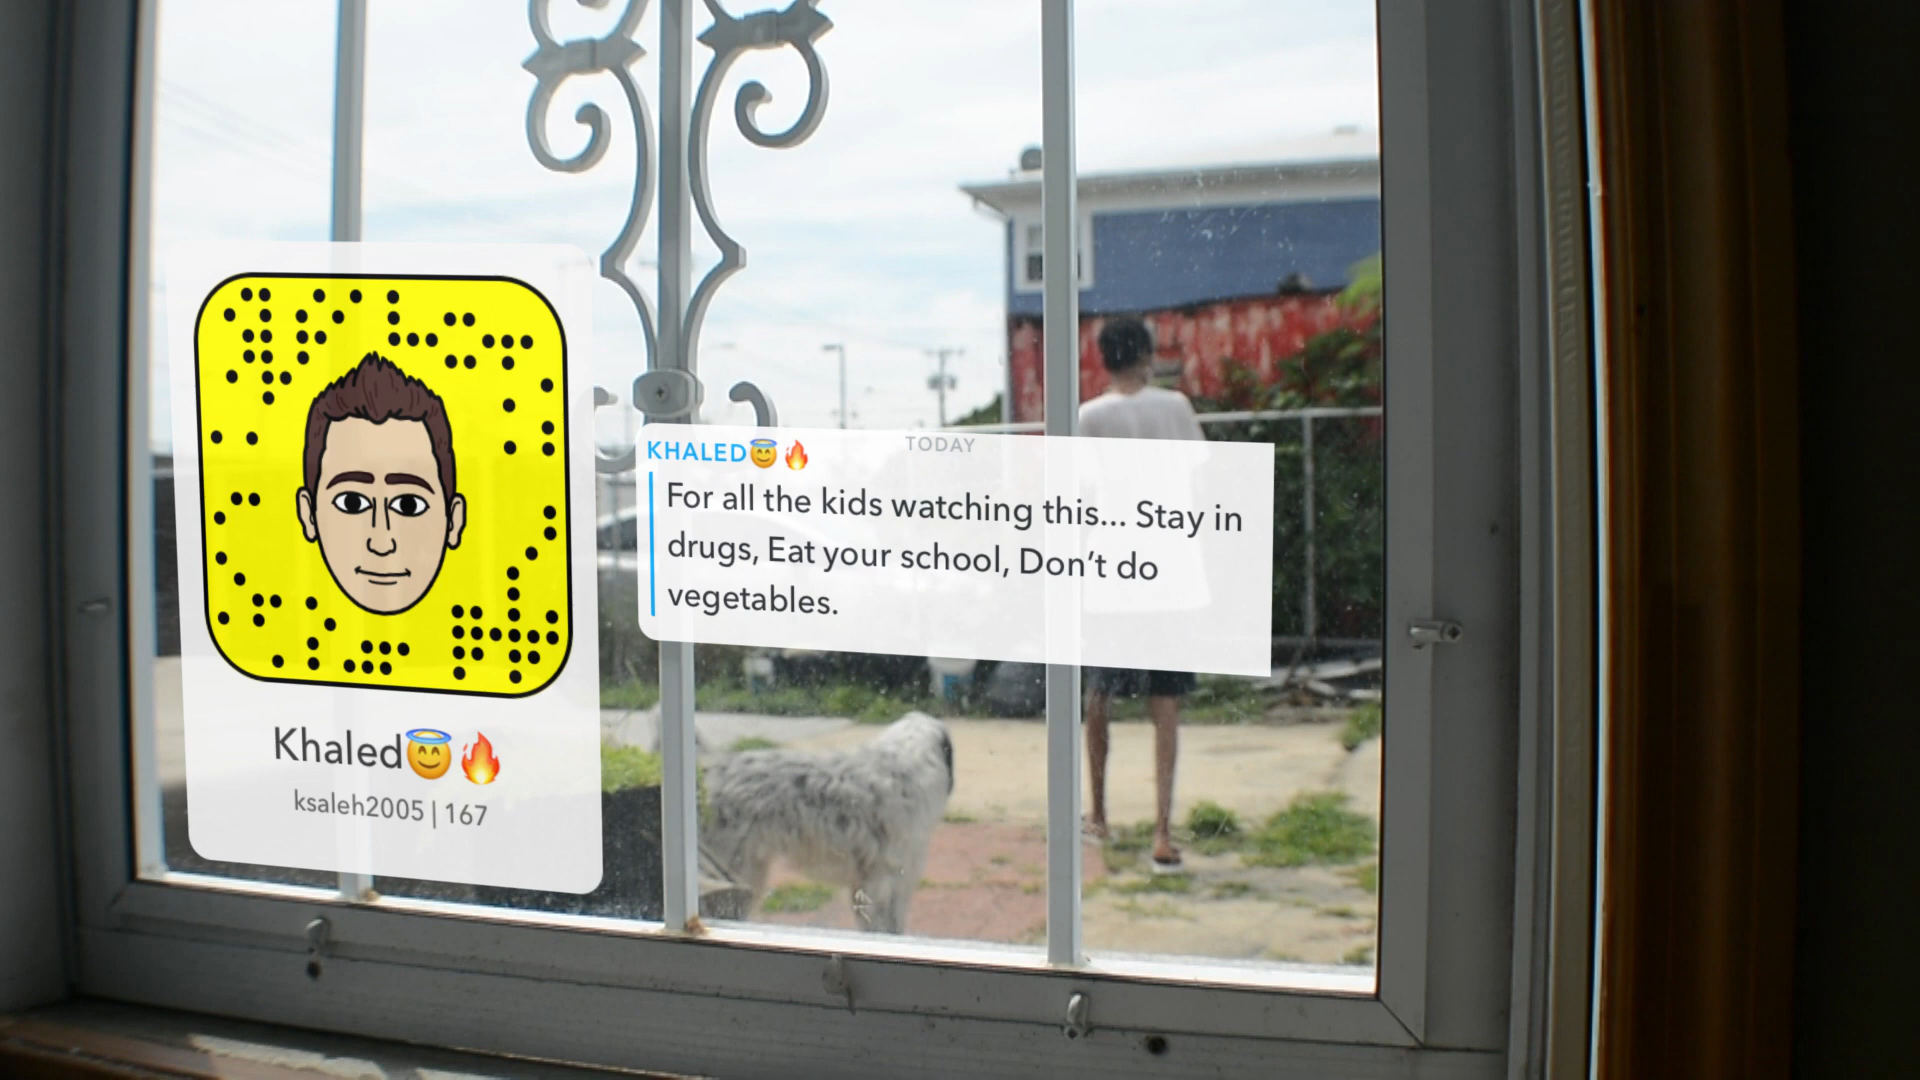 Khaled😇🔥
ksaleh2005 | 167
KHALED😇🔥
TODAY
For all the kids watching this... Stay in
drugs, Eat your school, Don’t do
vegetables.